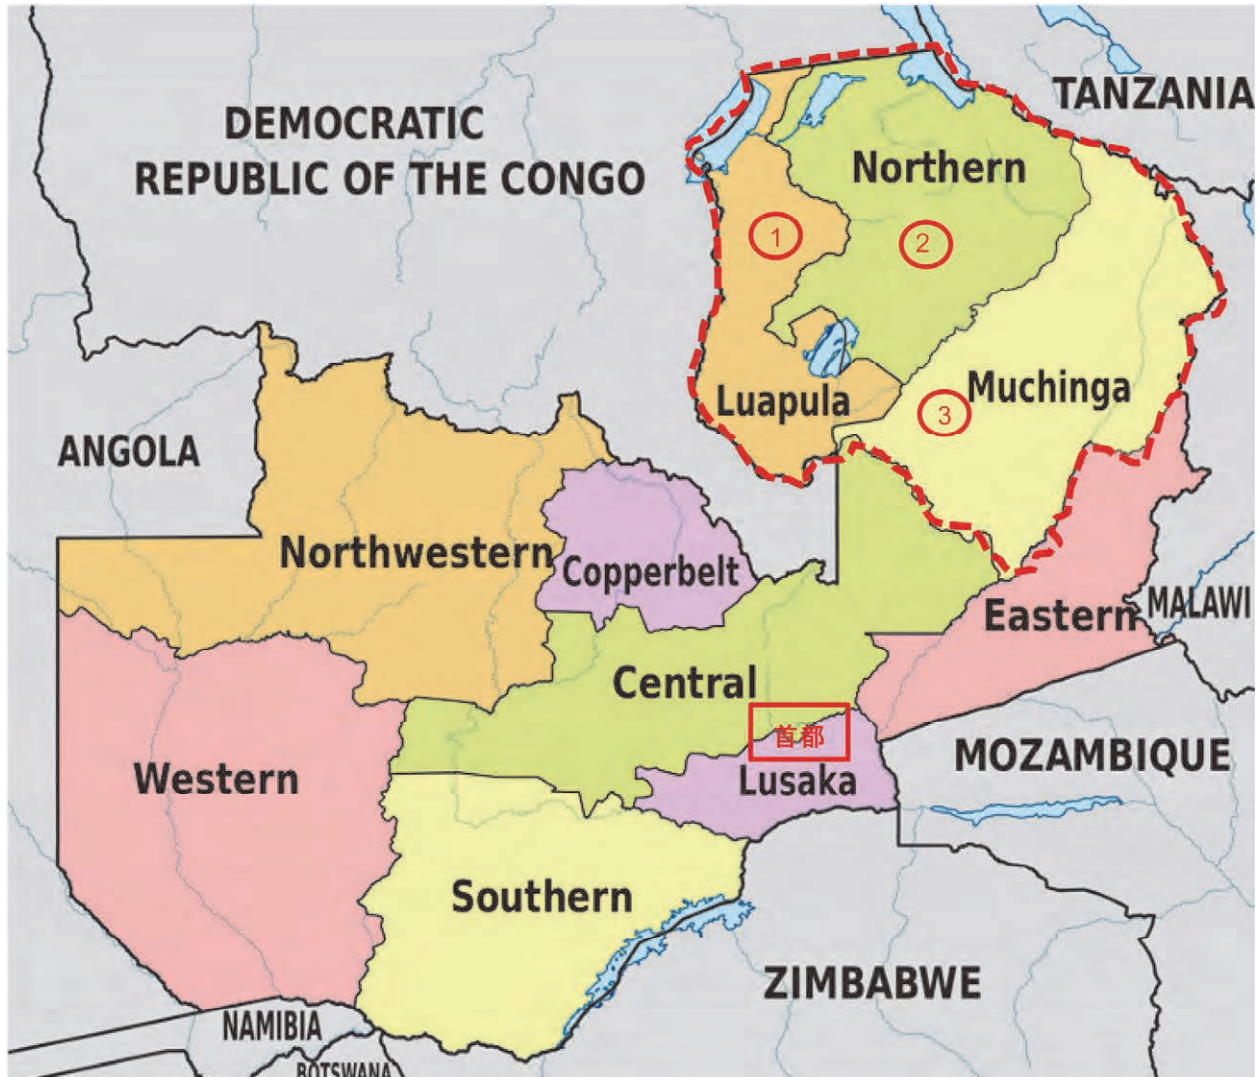 TANZANIA
DEMOCRATIC
REPUBLIC OF THE CONGO
Northern
1
2
Luapula
Muchinga
3
ANGOLA
Northwestern
Copperbelt
Eastern
MALAWI
Central
首都
Lusaka
MOZAMBIQUE
Western
Southern
ZIMBABWE
NAMIBIA
BOTSWANA